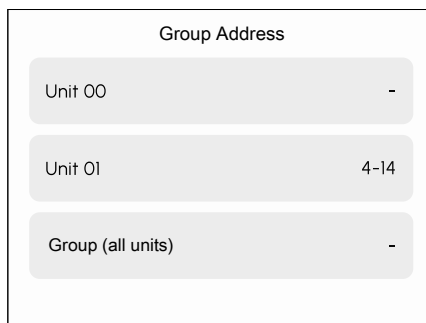 Group Address
Unit 00 -
Unit 01 4-14
Group (all units) -